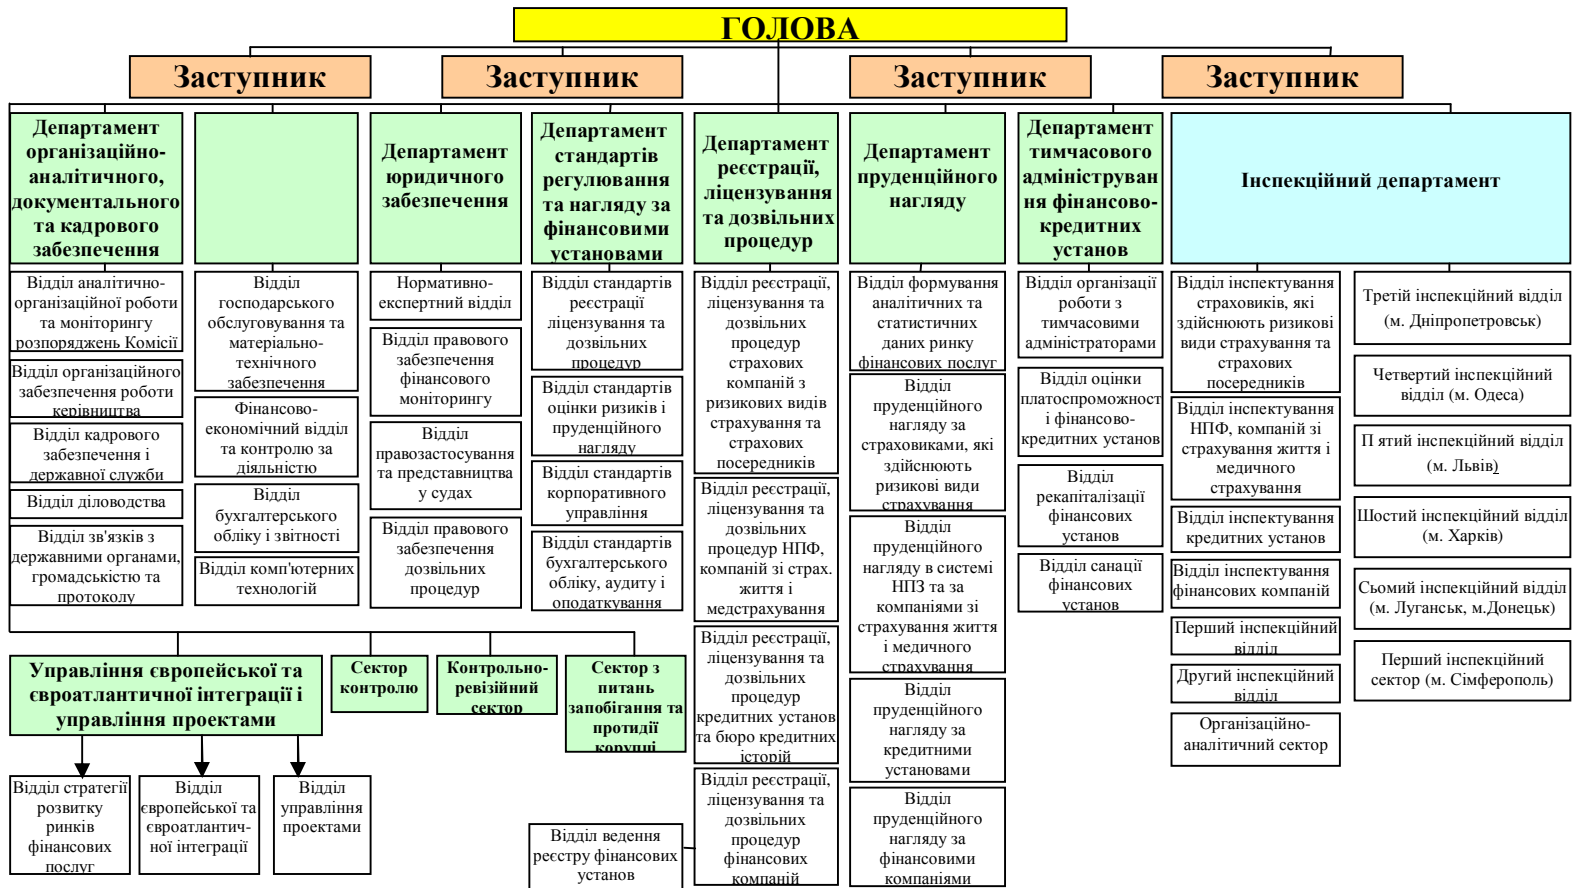 ГОЛОВА
Заступник
Заступник
Заступник
Заступник
Департамент
організаційно-
аналітичного,
документального
та кадрового
забезпечення
Департамент
юридичного
забезпечення
Департамент
стандартів
регулювання
та нагляду за
фінансовими
установами
Департамент
реєстрації,
ліцензування
та дозвільних
процедур
Департамент
пруденційного
нагляду
Департамент
тимчасового
адмініструван
ня фінансово-
кредитних
установ
Інспекційний департамент
Відділ аналітично-
організаційної роботи
та моніторингу
розпоряджень Комісії
Відділ організаційного
забезпечення роботи
керівництва
Відділ кадрового
забезпечення і
державної служби
Відділ діловодства
Відділ зв'язків з
державними органами,
громадськістю та
протоколу
Відділ
господарського
обслуговування та
матеріально-
технічного
забезпечення
Фінансово-
економічний відділ
та контролю за
діяльністю
Відділ
бухгалтерського
обліку і звітності
Відділ комп'ютерних
технологій
Нормативно-
експертний відділ
Відділ правового
забезпечення
фінансового
моніторингу
Відділ
правозастосування
та представництва
у судах
Відділ правового
забезпечення
дозвільних
процедур
Відділ стандартів
реєстрації
ліцензування та
дозвільних
процедур
Відділ стандартів
оцінки ризиків і
пруденційного
нагляду
Відділ стандартів
корпоративного
управління
Відділ стандартів
бухгалтерського
обліку, аудиту і
оподаткування
Відділ реєстрації,
ліцензування та
дозвільних
процедур
страхових
компаній з
ризикових видів
страхування та
страхових
посередників
Відділ реєстрації,
ліцензування та
дозвільних
процедур НПФ,
компаній зі страх.
життя і
медстрахування
Відділ реєстрації,
ліцензування та
дозвільних
процедур
кредитних установ
та бюро кредитних
історій
Відділ реєстрації,
ліцензування та
дозвільних
процедур
фінансових
компаній
Відділ ведення
реєстру фінансових
установ
Відділ формування
аналітичних та
статистичних
даних ринку
фінансових послуг
Відділ
пруденційного
нагляду за
страховиками, які
здійснюють
ризикові види
страхування
Відділ
пруденційного
нагляду в системі
НПЗ та за
компаніями зі
страхування життя
і медичного
страхування
Відділ
пруденційного
нагляду за
кредитними
установами
Відділ
пруденційного
нагляду за
фінансовими
компаніями
Відділ організації
роботи з
тимчасовими
адміністраторами
Відділ оцінки
платоспроможност
і фінансово-
кредитних установ
Відділ
рекапіталізації
фінансових
установ
Відділ санації
фінансових
установ
Відділ інспектування
страховиків, які
здійснюють ризикові
види страхування та
страхових
посередників
Відділ інспектування
НПФ, компаній зі
страхування життя і
медичного
страхування
Відділ інспектування
кредитних установ
Відділ інспектування
фінансових компаній
Перший інспекційний
відділ
Другий інспекційний
відділ
Організаційно-
аналітичний сектор
Третій інспекційний відділ
(м. Дніпропетровськ)
Четвертий інспекційний
відділ (м. Одеса)
П ятий інспекційний відділ
(м. Львів)
Шостий інспекційний відділ
(м. Харків)
Сьомий інспекційний відділ
(м. Луганськ, м.Донецьк)
Перший інспекційний
сектор (м. Сімферополь)
Управління європейської та
євроатлантичної інтеграції і
управління проектами
Сектор
контролю
Контрольно-
ревізійний
сектор
Сектор з
питань
запобігання та
протидії
корупції
Відділ стратегії
розвитку
ринків
фінансових
послуг
Відділ
європейської та
євроатлантич-
ної інтеграції
Відділ
управління
проектами